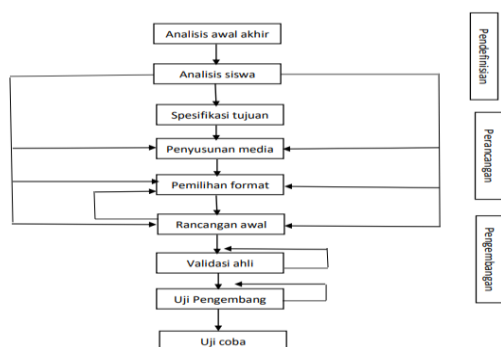 Analisis awal akhir
Analisis siswa
Spesifikasi tujuan
Penyusunan media
Pemilihan format
Rancangan awal
Validasi ahli
Uji Pengembang
Uji coba
Pendefinisian
Perancangan
Pengembangan